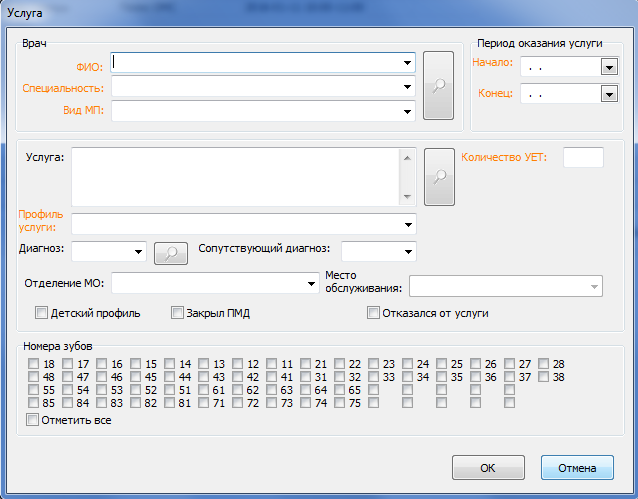 Услуга
Врач
ФИО:
Специальность:
Вид МП:
Период оказания услуги
Начало: . .
Конец: . .
Услуга:
Количество УЕТ:
Профиль
услуги:
Диагноз:
Сопутствующий диагноз:
Отделение МО:
Место
обслуживания:
Детский профиль
Закрыл ПМД
Отказался от услуги
Номера зубов
18 17 16 15 14 13 12 11 21 22 23 24 25 26 27 28
48 47 46 45 44 43 42 41 31 32 33 34 35 36 37 38
55 54 53 52 51 61 62 63 64 65
85 84 83 82 81 71 72 73 74 75
Отметить все
OK
Отмена